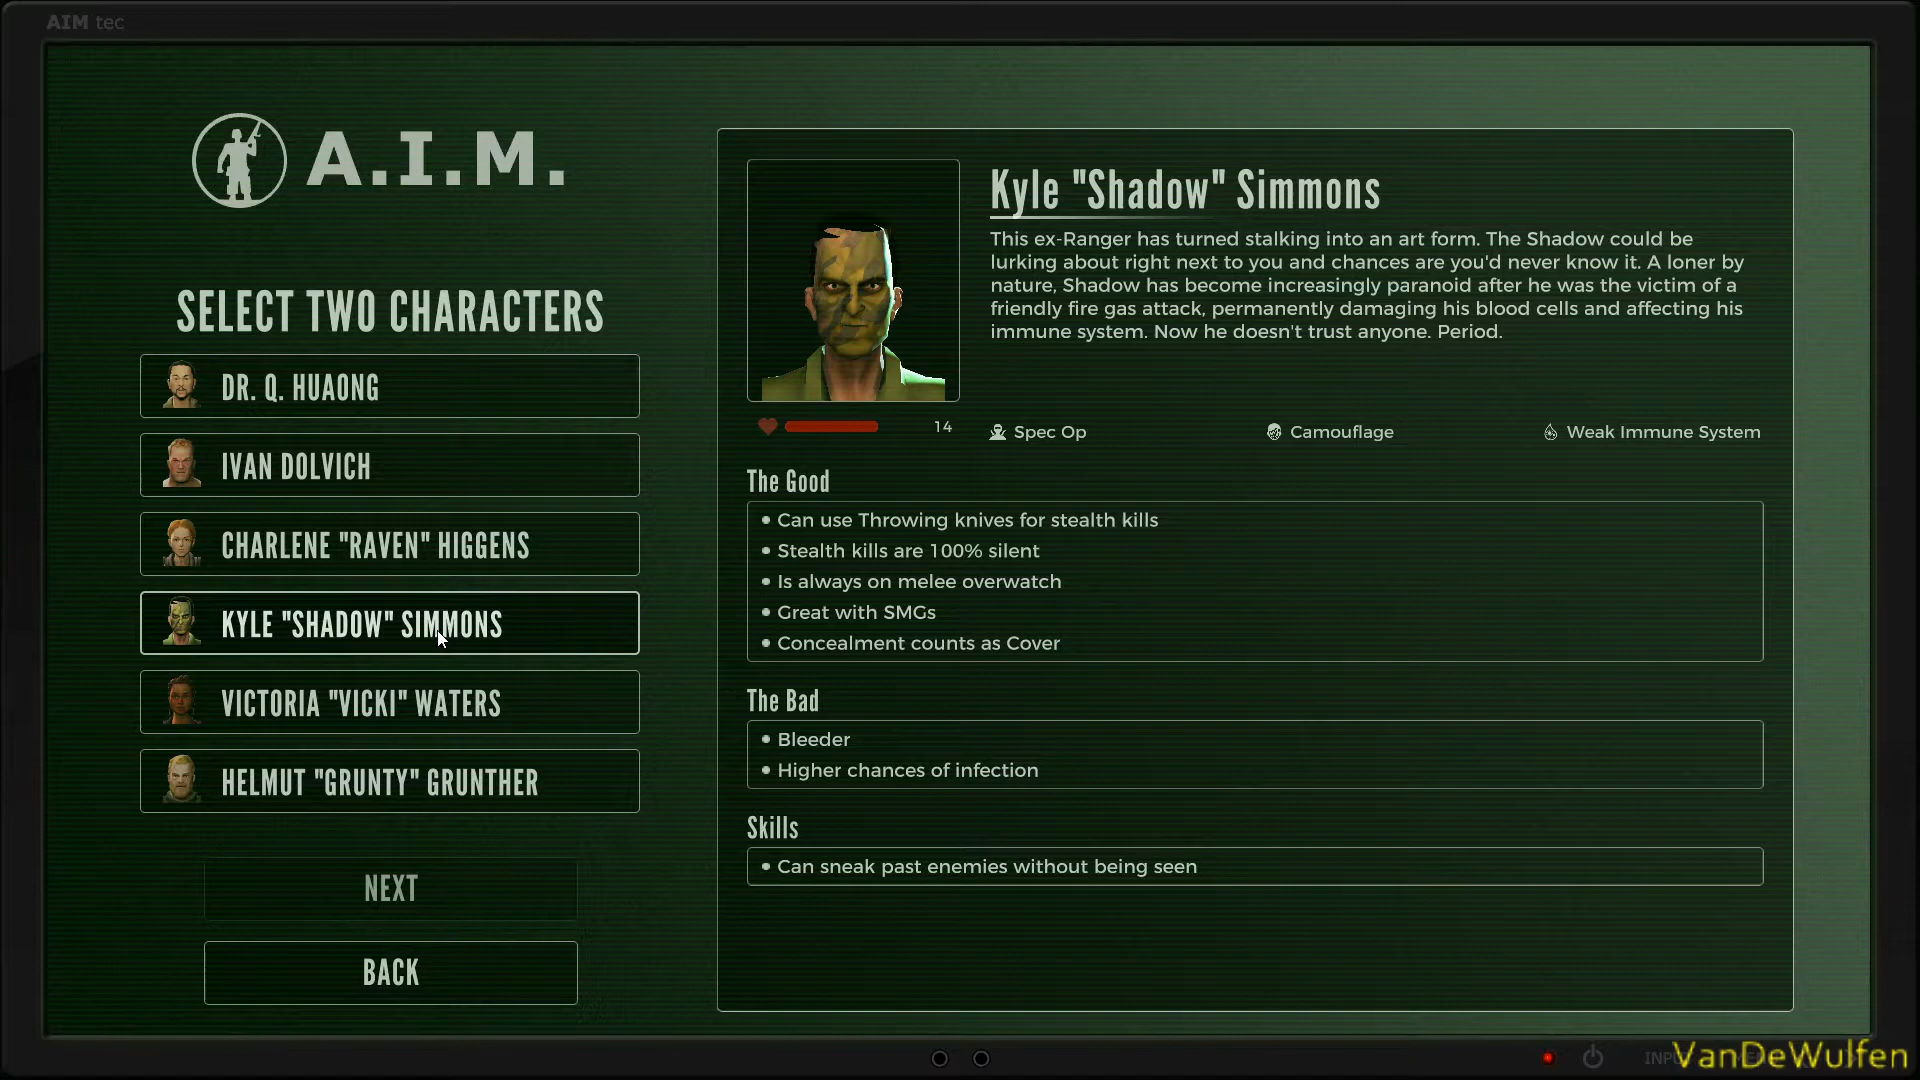 AIM tec
A.I.M.
SELECT TWO CHARACTERS
DR. Q. HUAONG
IVAN DOLVICH
CHARLENE "RAVEN" HIGGENS
KYLE "SHADOW" SIMMONS
VICTORIA "VICKI" WATERS
HELMUT "GRUNTY" GRUNTHER
NEXT
BACK
Kyle "Shadow" Simmons
This ex-Ranger has turned stalking into an art form. The Shadow could be
lurking about right next to you and chances are you'd never know it. A loner by
nature, Shadow has become increasingly paranoid after he was the victim of a
friendly fire gas attack, permanently damaging his blood cells and affecting his
immune system. Now he doesn't trust anyone. Period.
14
Spec Op
Camouflage
Weak Immune System
The Good
• Can use Throwing knives for stealth kills
• Stealth kills are 100% silent
• Is always on melee overwatch
• Great with SMGs
• Concealment counts as Cover
The Bad
• Bleeder
• Higher chances of infection
Skills
• Can sneak past enemies without being seen
VanDeWulfen